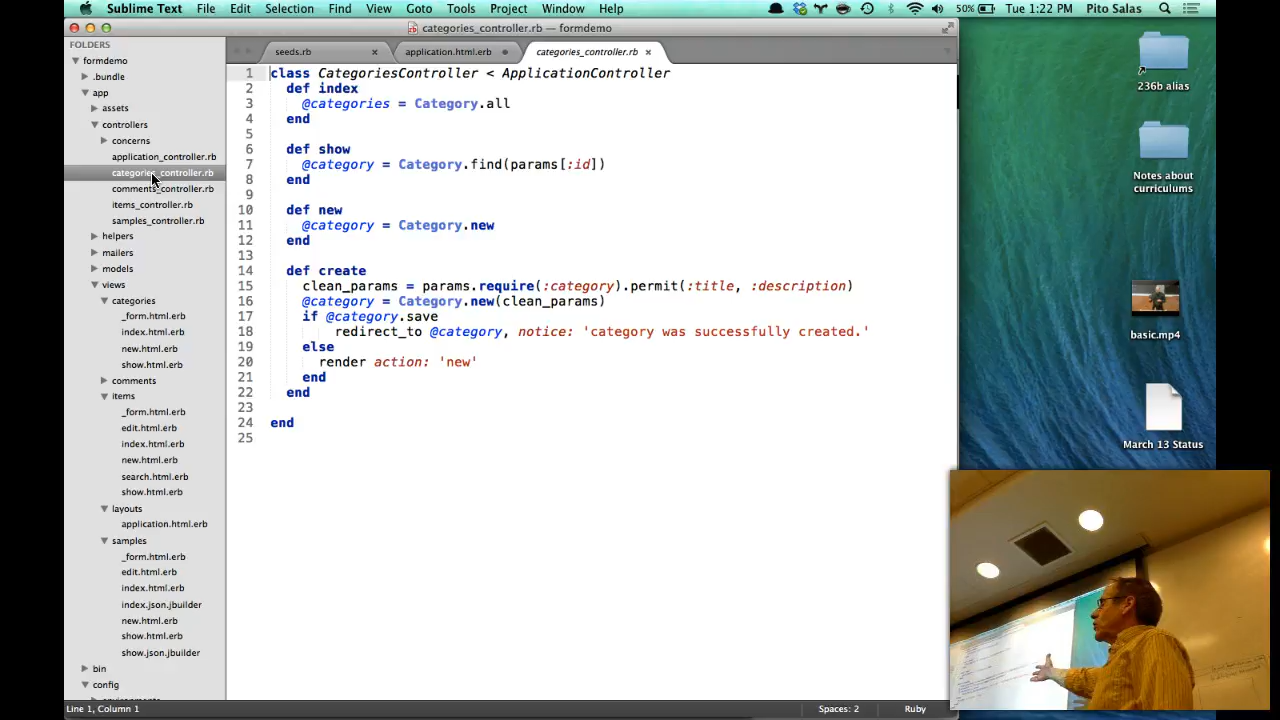 Sublime Text File Edit Selection Find View Goto Tools Project Window Help 50% Tue 1:22 PM Pito Salas
categories_controller.rb — formdemo
FOLDERS
formdemo
.bundle
app
assets
controllers
concerns
application_controller.rb
categories_controller.rb
comments_controller.rb
items_controller.rb
samples_controller.rb
helpers
mailers
models
views
categories
_form.html.erb
index.html.erb
new.html.erb
show.html.erb
comments
items
_form.html.erb
edit.html.erb
index.html.erb
new.html.erb
search.html.erb
show.html.erb
layouts
application.html.erb
samples
_form.html.erb
edit.html.erb
index.html.erb
index.json.jbuilder
new.html.erb
show.html.erb
show.json.jbuilder
bin
config
seeds.rb application.html.erb categories_controller.rb
1 class CategoriesController < ApplicationController
2 def index
3 @categories = Category.all
4 end
5
6 def show
7 @category = Category.find(params[:id])
8 end
9
10 def new
11 @category = Category.new
12 end
13
14 def create
15 clean_params = params.require(:category).permit(:title, :description)
16 @category = Category.new(clean_params)
17 if @category.save
18 redirect_to @category, notice: 'category was successfully created.'
19 else
20 render action: 'new'
21 end
22 end
23
24 end
25
Line 1, Column 1 Spaces: 2 Ruby
236b alias
Notes about
curriculums
basic.mp4
March 13 Status